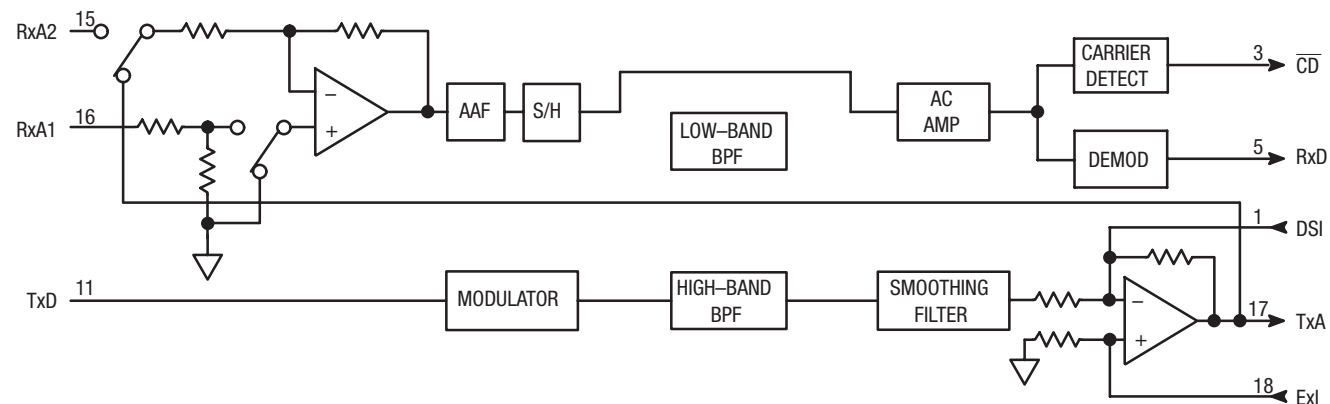 RxA2 15
RxA1 16
−
+
AAF
S/H
LOW–BAND
BPF
AC
AMP
CARRIER
DETECT
3 CD
DEMOD
5 RxD
1 DSI
TxD 11
MODULATOR
HIGH–BAND
BPF
SMOOTHING
FILTER
−
+
17 TxA
18 ExI